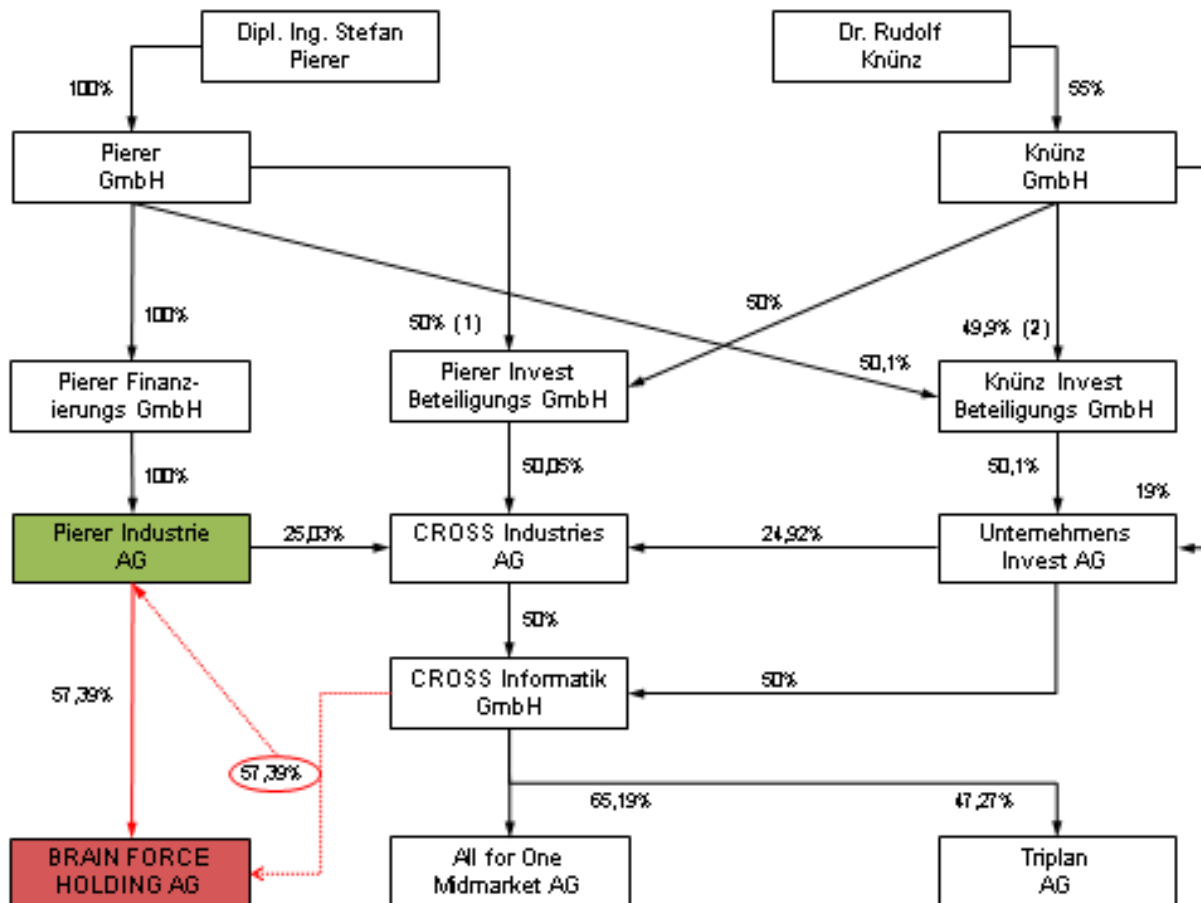 Dipl. Ing. Stefan
Pierer
Dr. Rudolf
Knünz
100%
55%
Pierer
GmbH
Knünz
GmbH
100%
50% (1)
50%
49,9% (2)
50,1%
Pierer Finanz-
ierungs GmbH
Pierer Invest
Beteiligungs GmbH
Knünz Invest
Beteiligungs GmbH
100%
50,05%
50,1%
19%
Pierer Industrie
AG
25,03%
CROSS Industries
AG
24,92%
Unternehmens
Invest AG
50%
57,39%
CROSS Informatik
GmbH
50%
57,39%
65,19%
47,27%
BRAIN FORCE
HOLDING AG
All for One
Midmarket AG
Triplan
AG